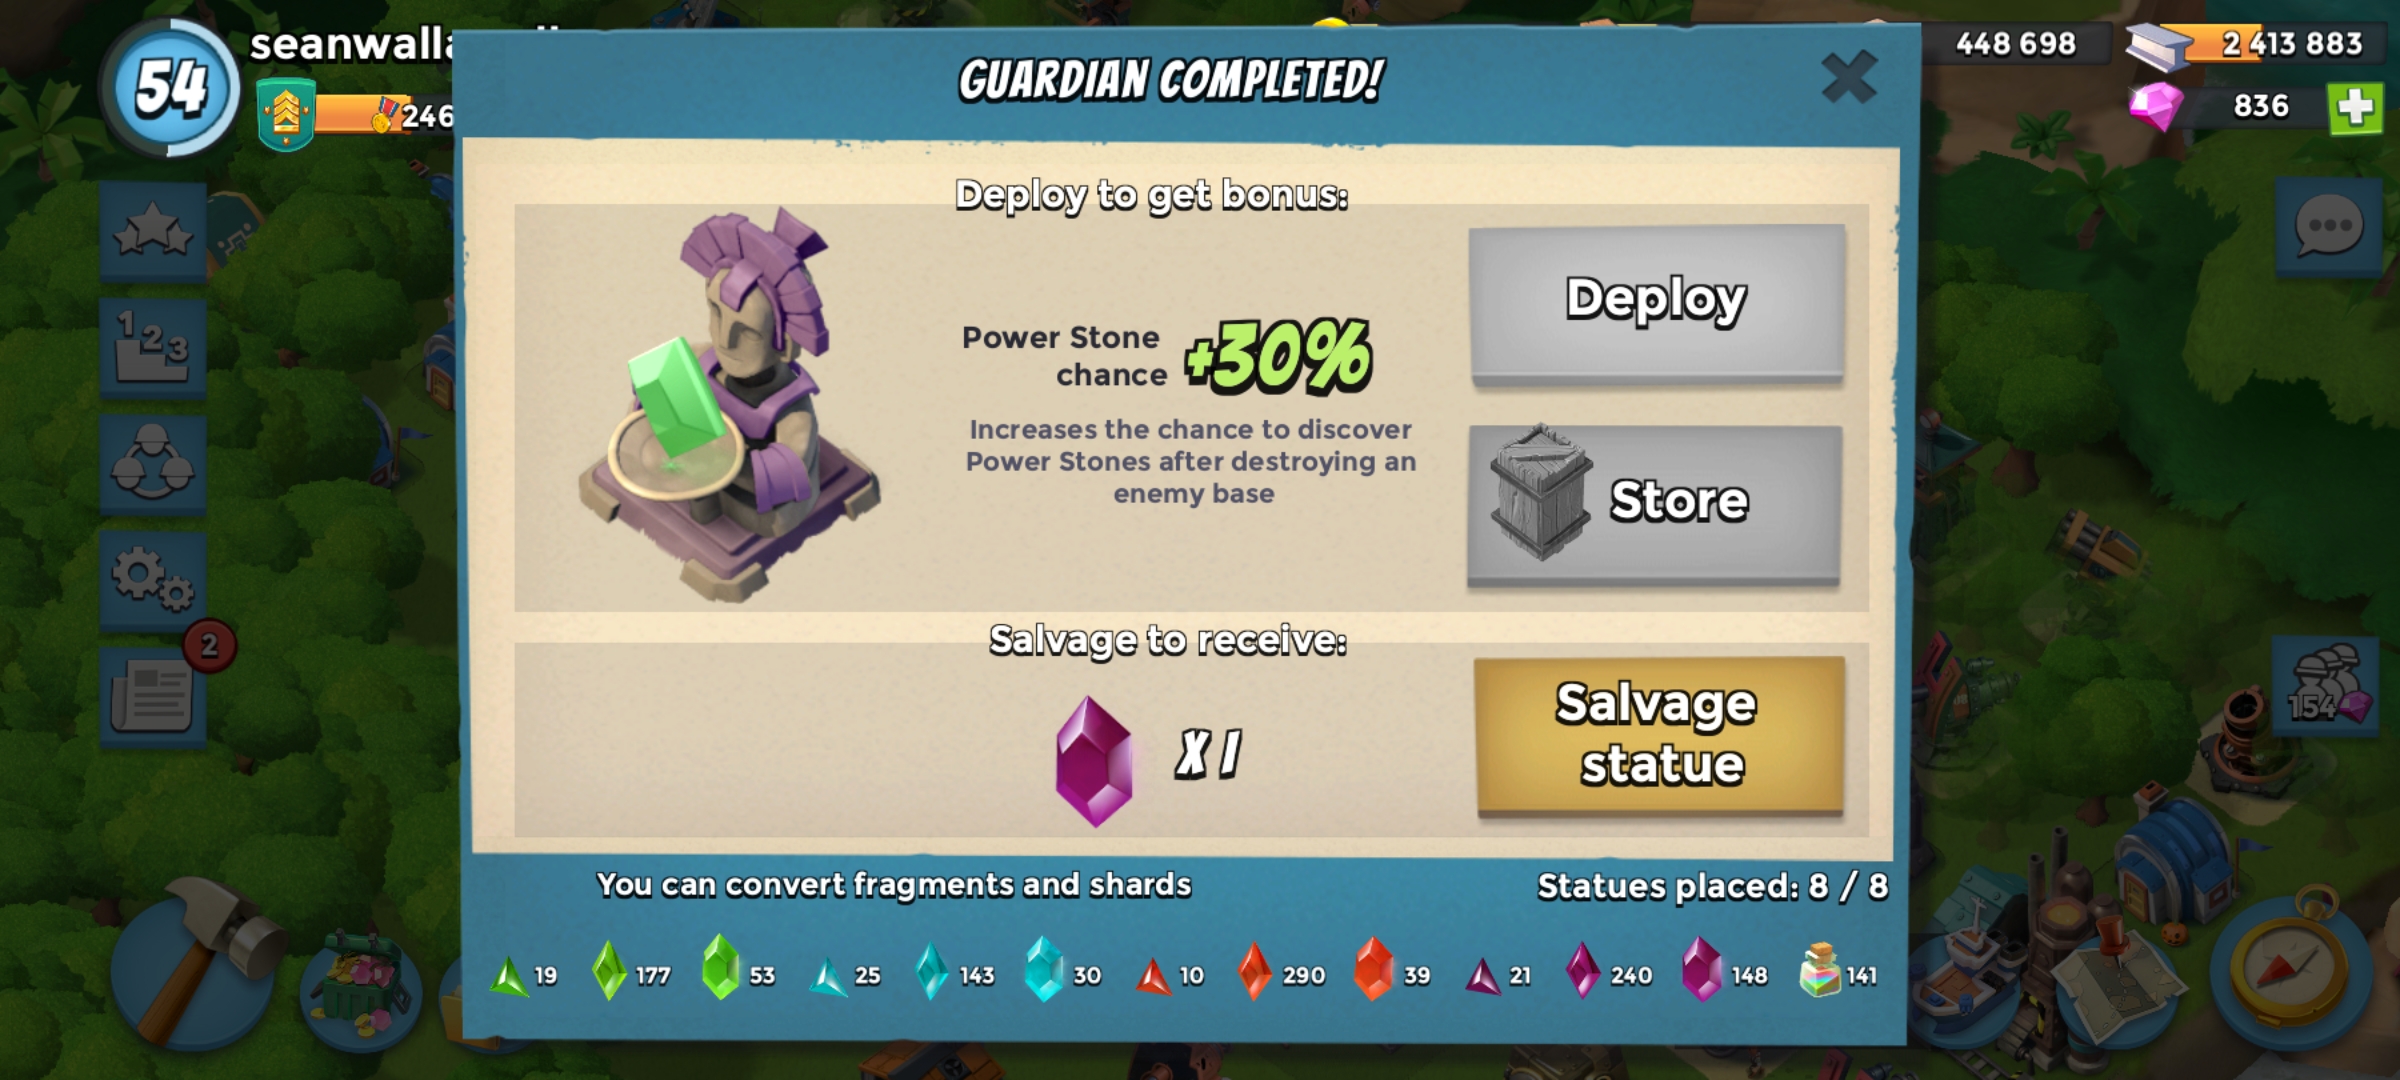 54
448 698
2 413 883
246
GUARDIAN COMPLETED!
836
Deploy to get bonus:
Deploy
Power Stone
chance
+30%
Increases the chance to discover
Power Stones after destroying an
enemy base
Store
1 2 3
2
Salvage to receive:
X 1
Salvage
statue
154
You can convert fragments and shards
Statues placed: 8 / 8
19
177
53
25
143
30
10
290
39
21
240
148
141